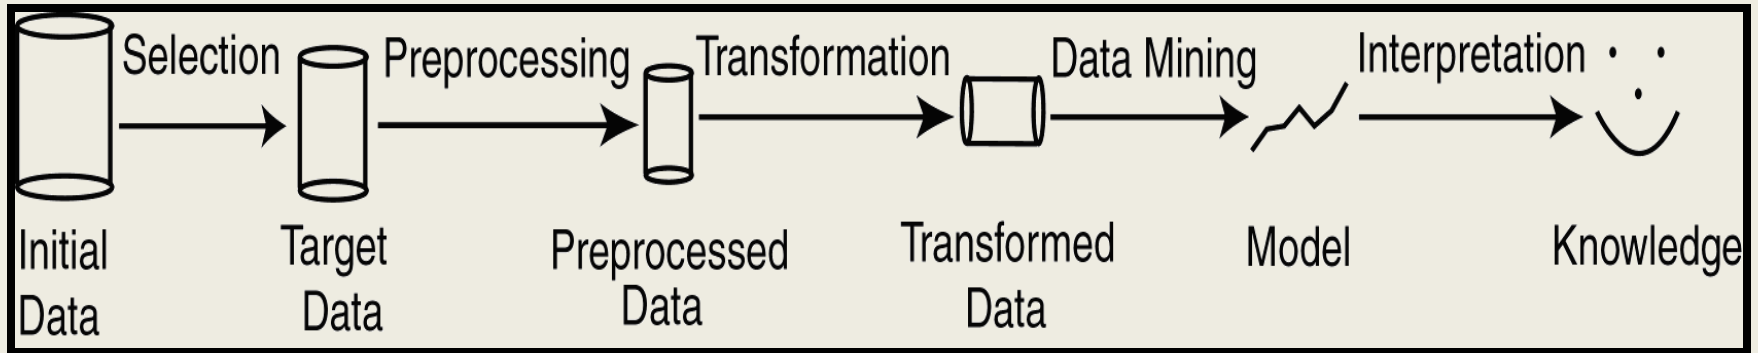 Selection
Preprocessing
Transformation
Data Mining
Interpretation
Initial
Data
Target
Data
Preprocessed
Data
Transformed
Data
Model
Knowledge